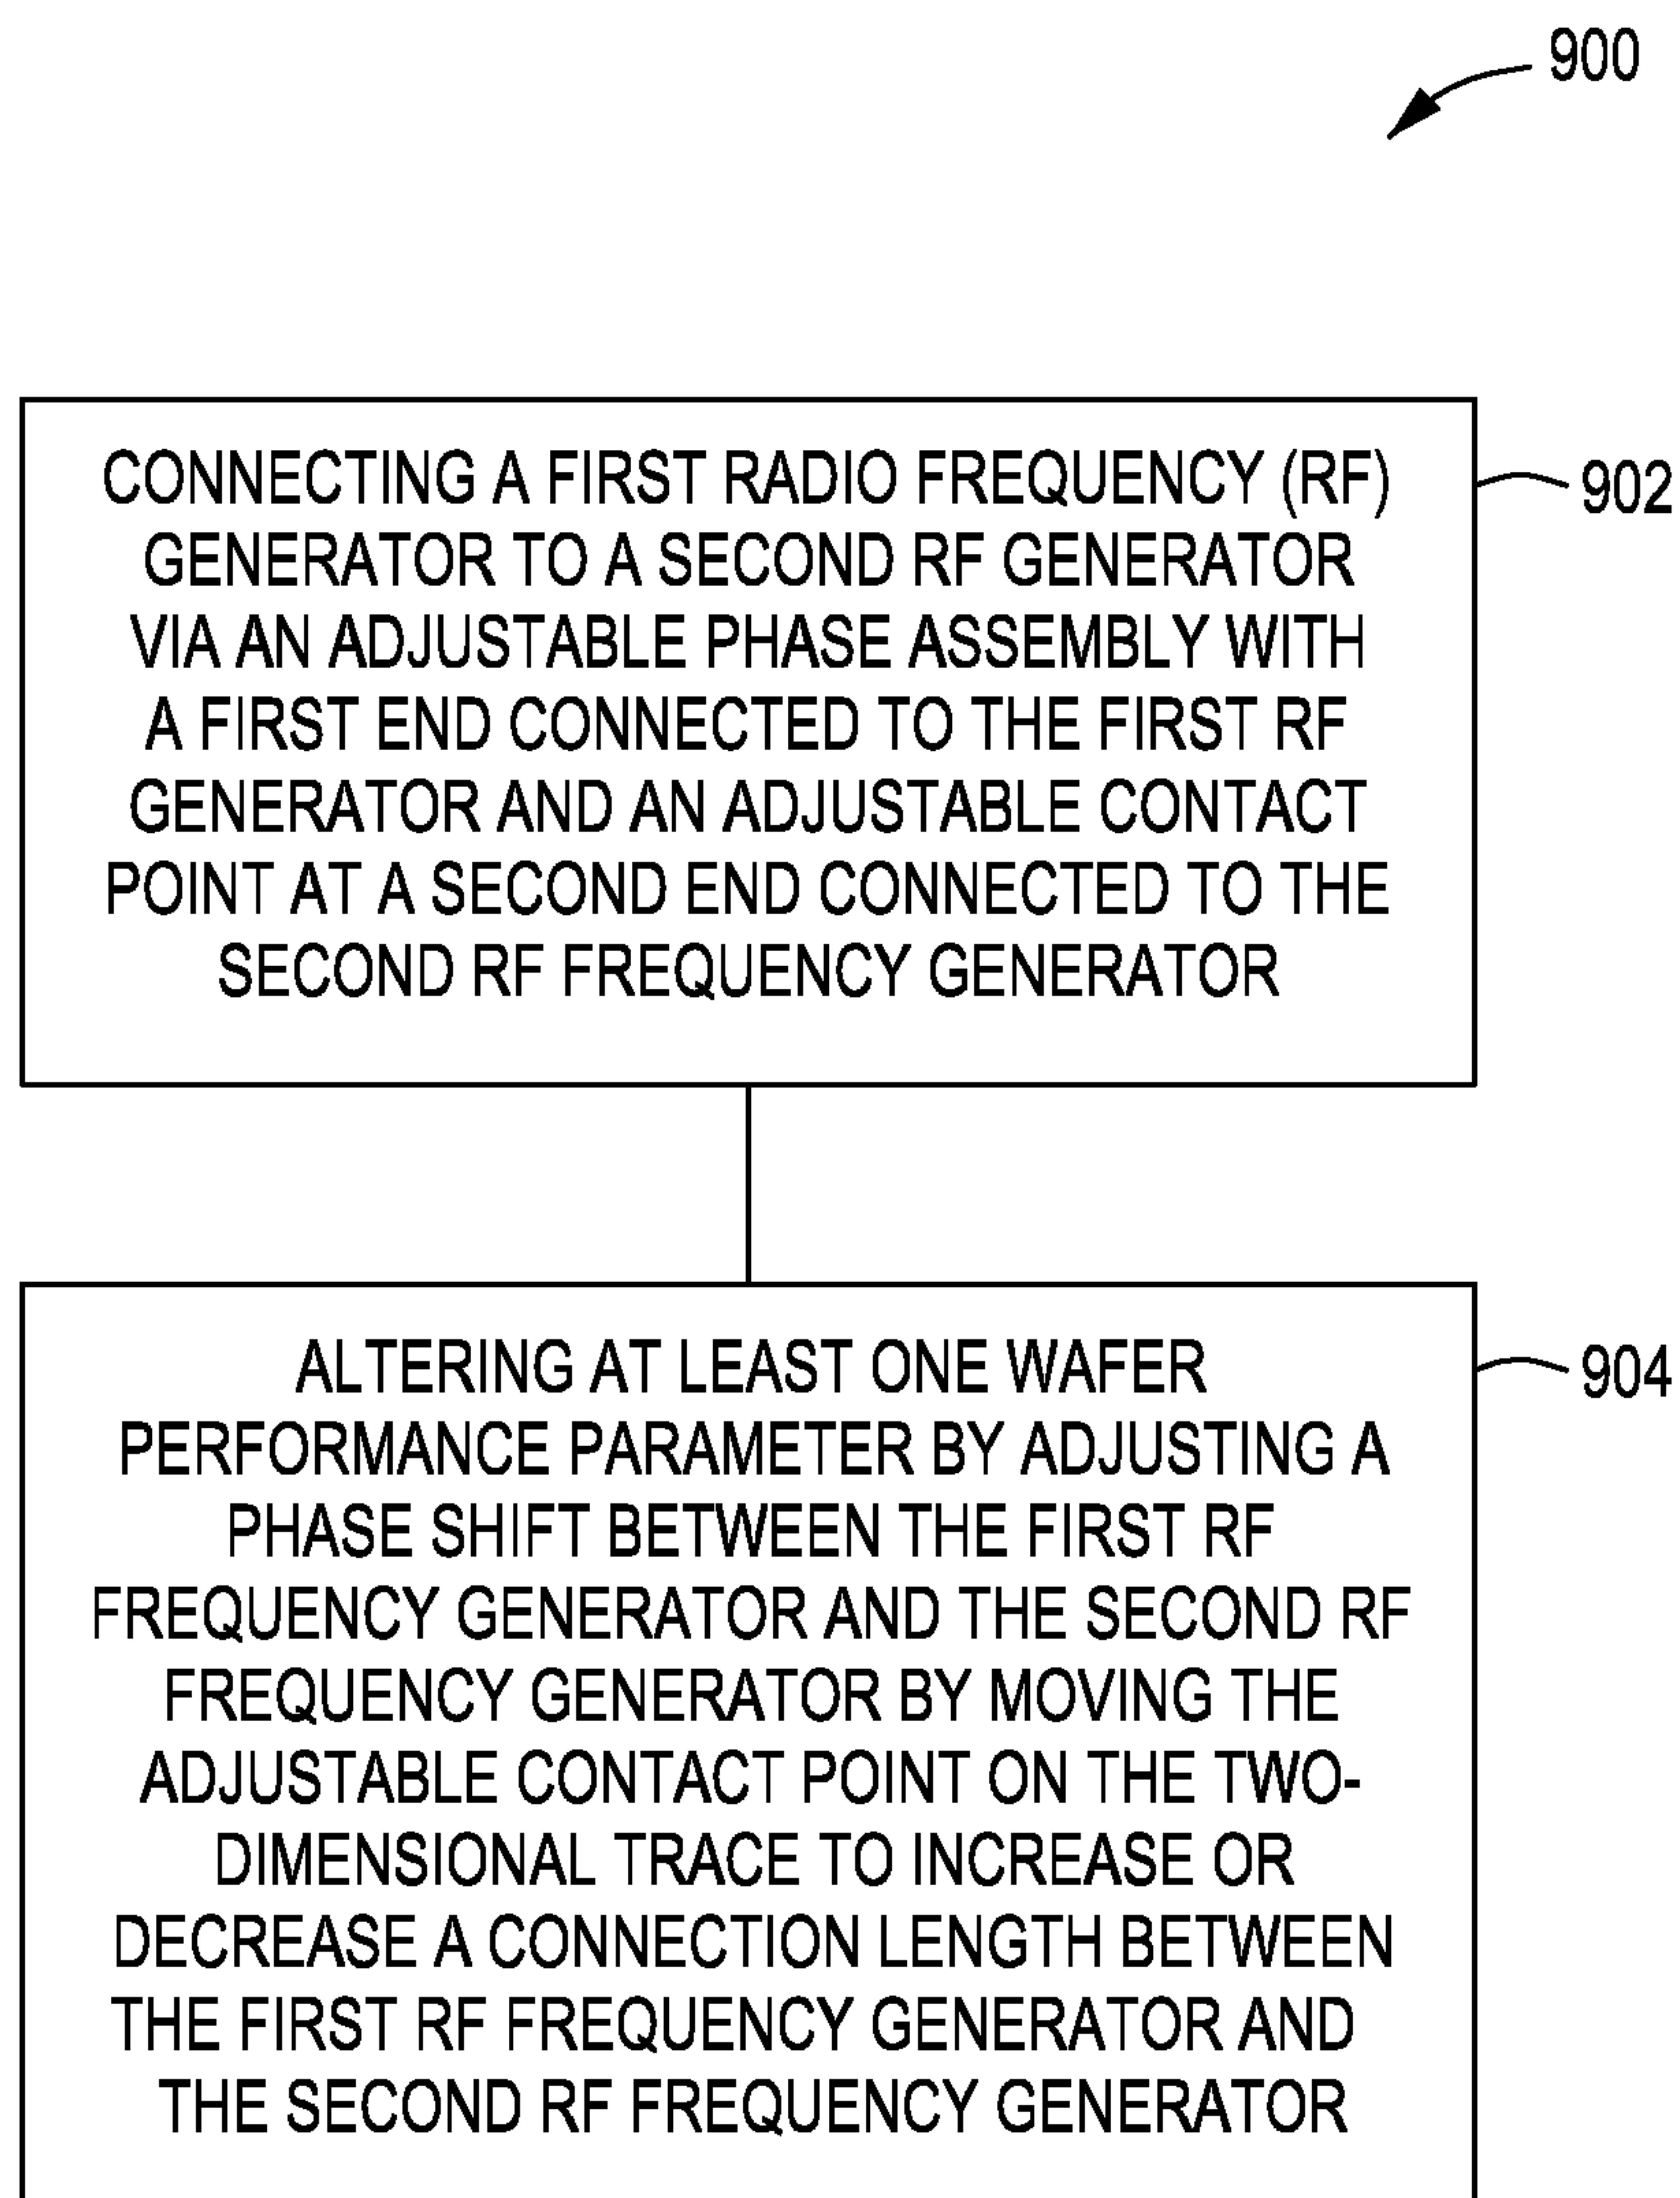 900
CONNECTING A FIRST RADIO FREQUENCY (RF)
GENERATOR TO A SECOND RF GENERATOR
VIA AN ADJUSTABLE PHASE ASSEMBLY WITH
A FIRST END CONNECTED TO THE FIRST RF
GENERATOR AND AN ADJUSTABLE CONTACT
POINT AT A SECOND END CONNECTED TO THE
SECOND RF FREQUENCY GENERATOR
902
ALTERING AT LEAST ONE WAFER
PERFORMANCE PARAMETER BY ADJUSTING A
PHASE SHIFT BETWEEN THE FIRST RF
FREQUENCY GENERATOR AND THE SECOND RF
FREQUENCY GENERATOR BY MOVING THE
ADJUSTABLE CONTACT POINT ON THE TWO-
DIMENSIONAL TRACE TO INCREASE OR
DECREASE A CONNECTION LENGTH BETWEEN
THE FIRST RF FREQUENCY GENERATOR AND
THE SECOND RF FREQUENCY GENERATOR
904